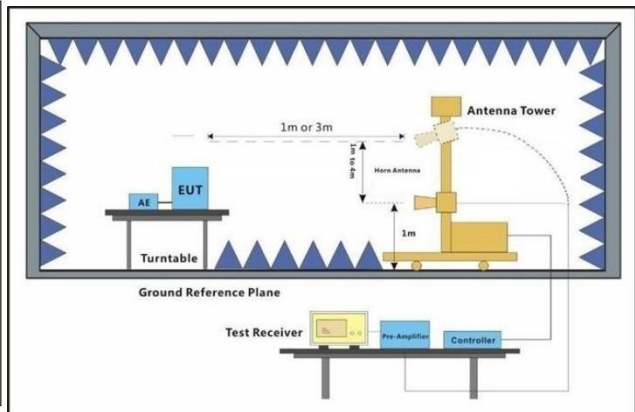 1m or 3m
Antenna Tower
1m to 4m
Horn Antenna
EUT
AE
1m
Turntable
Ground Reference Plane
Test Receiver
Pre-Amplifier
Controller